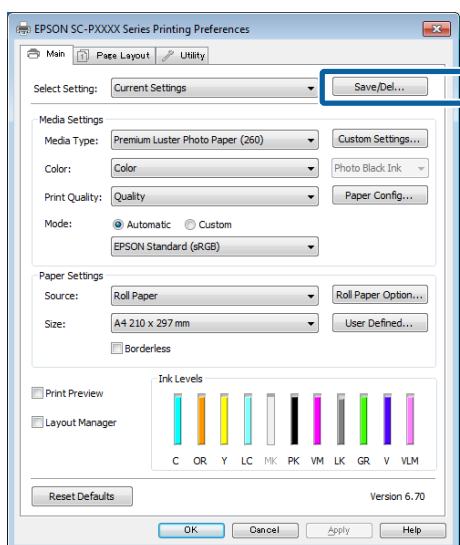 EPSON SC-PXXXX Series Printing Preferences
Main Page Layout Utility
Select Setting: Current Settings Save/Del...
Media Settings
Media Type: Premium Luster Photo Paper (260) Custom Settings...
Color: Color Photo Black Ink
Print Quality: Quality Paper Config...
Mode: Automatic Custom
EPSON Standard (sRGB)
Paper Settings
Source: Roll Paper Roll Paper Option...
Size: A4 210 x 297 mm User Defined...
Borderless
Ink Levels
Print Preview
Layout Manager
C OR Y LC MK PK VM LK GR V VLM
Reset Defaults Version 6.70
OK Cancel Apply Help